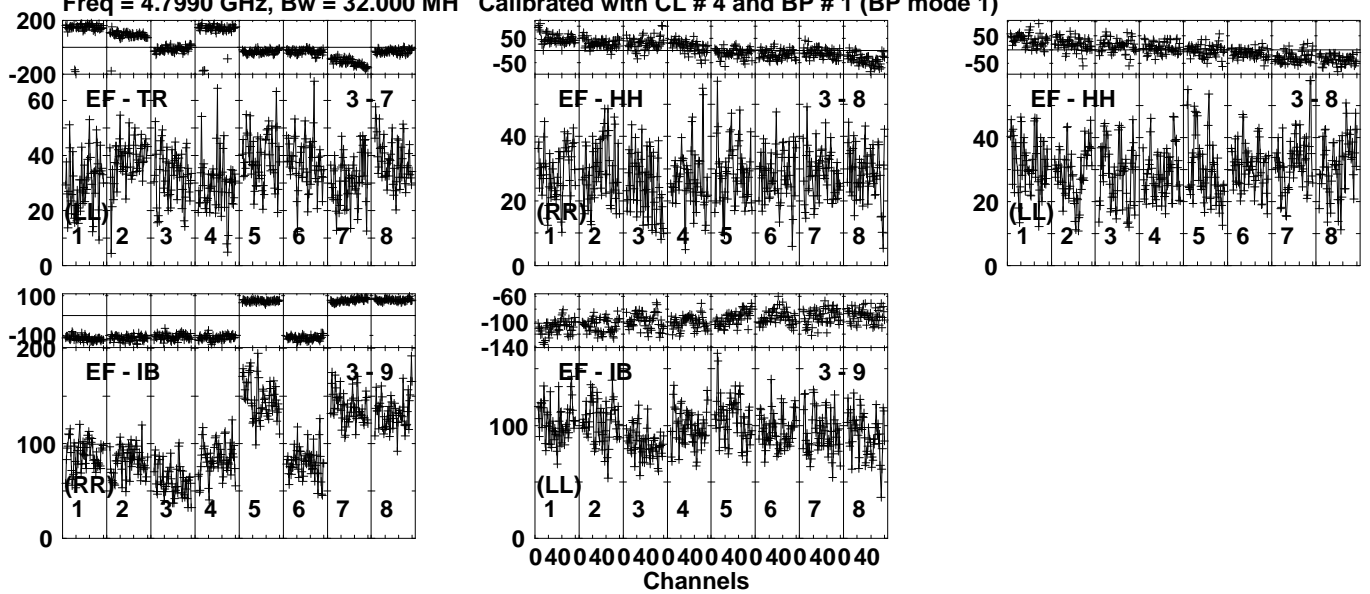 Freq = 4.7990 GHz, Bw = 32.000 MH Calibrated with CL # 4 and BP # 1 (BP mode 1)
200
-200
EF - TR 3 - 7
60
40
20
0
(LL)
1 2 3 4 5 6 7 8
50
-50
EF - HH 3 - 8
40
20
0
(RR)
1 2 3 4 5 6 7 8
50
-50
EF - HH 3 - 8
40
20
0
(LL)
1 2 3 4 5 6 7 8
100
-100
200
EF - IB 3 - 9
100
0
(RR)
1 2 3 4 5 6 7 8
-60
-100
-140
EF - IB 3 - 9
100
0
(LL)
1 2 3 4 5 6 7 8
0 40 0 40 0 40 0 40 0 40 0 40 0 40 0 40
Channels